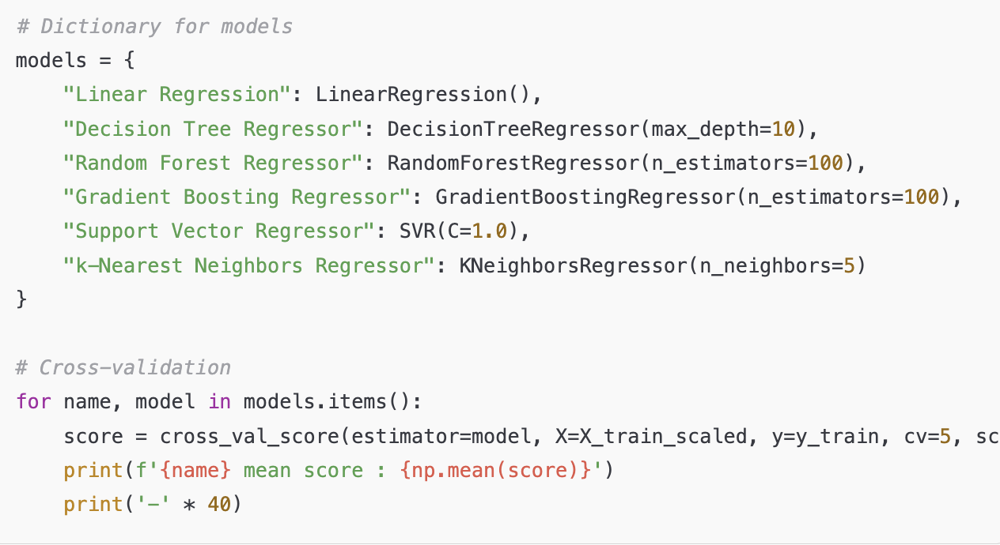 # Dictionary for models
models = {
    "Linear Regression": LinearRegression(),
    "Decision Tree Regressor": DecisionTreeRegressor(max_depth=10),
    "Random Forest Regressor": RandomForestRegressor(n_estimators=100),
    "Gradient Boosting Regressor": GradientBoostingRegressor(n_estimators=100),
    "Support Vector Regressor": SVR(C=1.0),
    "k-Nearest Neighbors Regressor": KNeighborsRegressor(n_neighbors=5)
}

# Cross-validation
for name, model in models.items():
    score = cross_val_score(estimator=model, X=X_train_scaled, y=y_train, cv=5, sc
    print(f'{name} mean score : {np.mean(score)}')
    print('-' * 40)